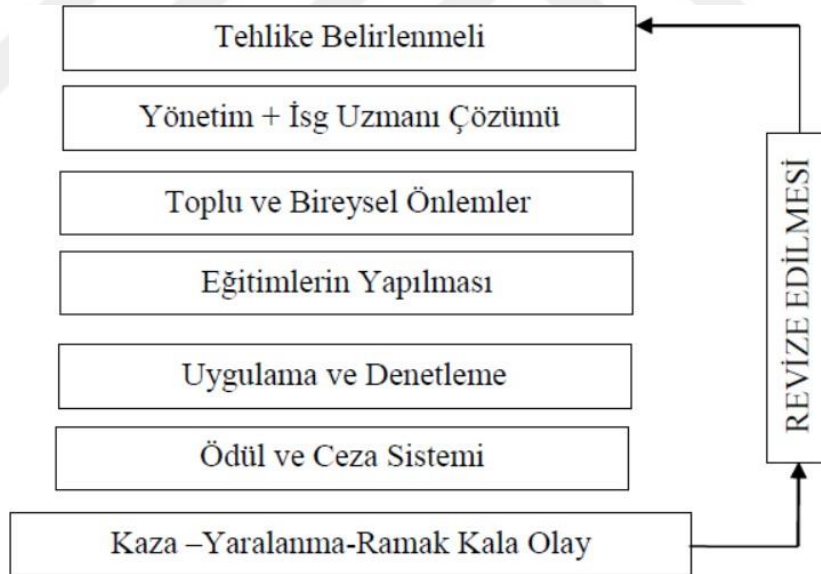 Tehlike Belirlenmeli
Yönetim + İsg Uzmanı Çözümü
Toplu ve Bireysel Önlemler
Eğitimlerin Yapılması
Uygulama ve Denetleme
Ödül ve Ceza Sistemi
Kaza –Yaralanma-Ramak Kala Olay
REVİZE EDİLMESİ